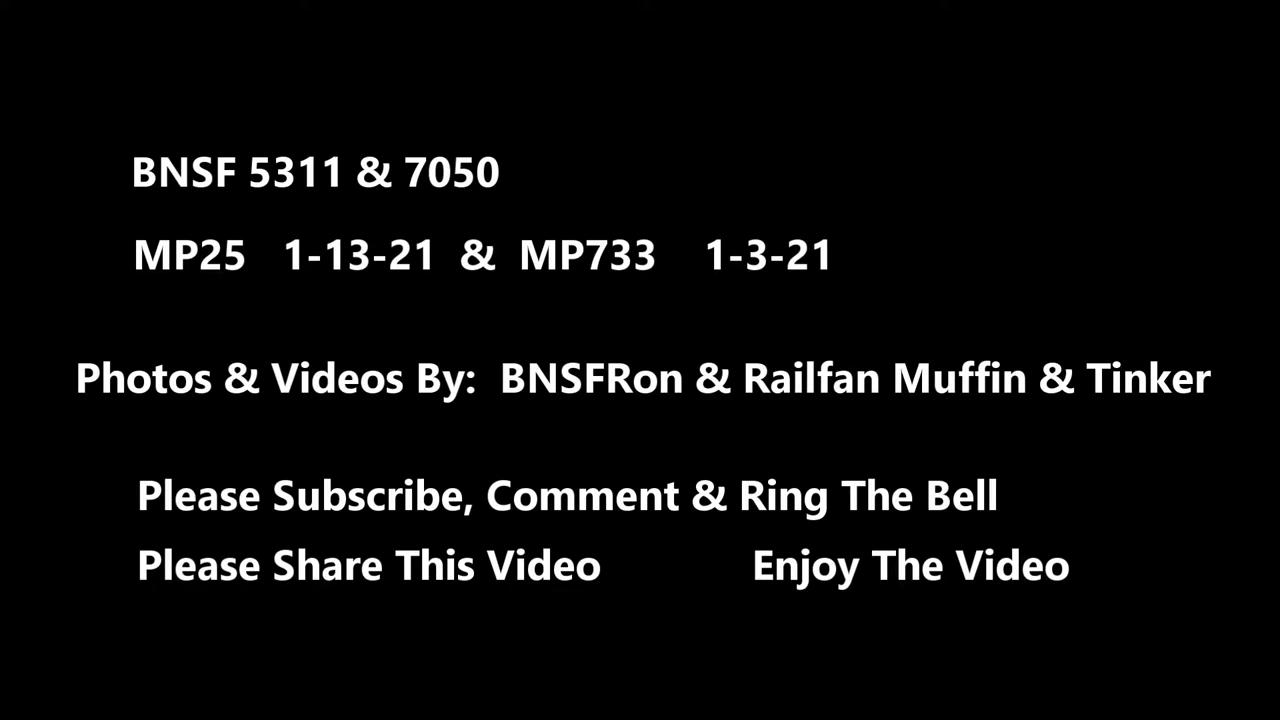 BNSF 5311 & 7050
MP25 1-13-21 & MP733 1-3-21
Photos & Videos By: BNSFRon & Railfan Muffin & Tinker
Please Subscribe, Comment & Ring The Bell
Please Share This Video Enjoy The Video